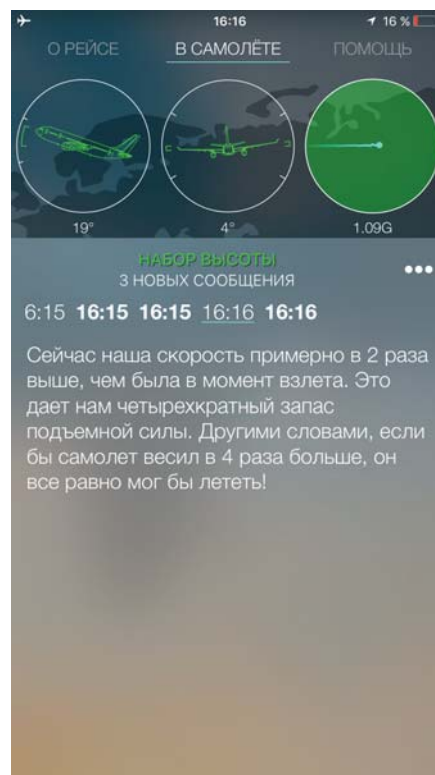 16:16
16 %
О РЕЙСЕ
В САМОЛЁТЕ
ПОМОЩЬ
19°
4°
1.09G
НАБОР ВЫСОТЫ
3 НОВЫХ СООБЩЕНИЯ
6:15 16:15 16:15 16:16 16:16
Сейчас наша скорость примерно в 2 раза
выше, чем была в момент взлета. Это
дает нам четырехкратный запас
подъемной силы. Другими словами, если
бы самолет весил в 4 раза больше, он
все равно мог бы лететь!